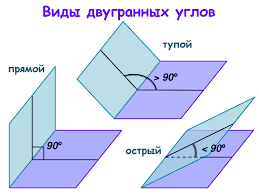 Виды двугранных углов
тупой
> 90º
прямой
90º
острый
< 90º